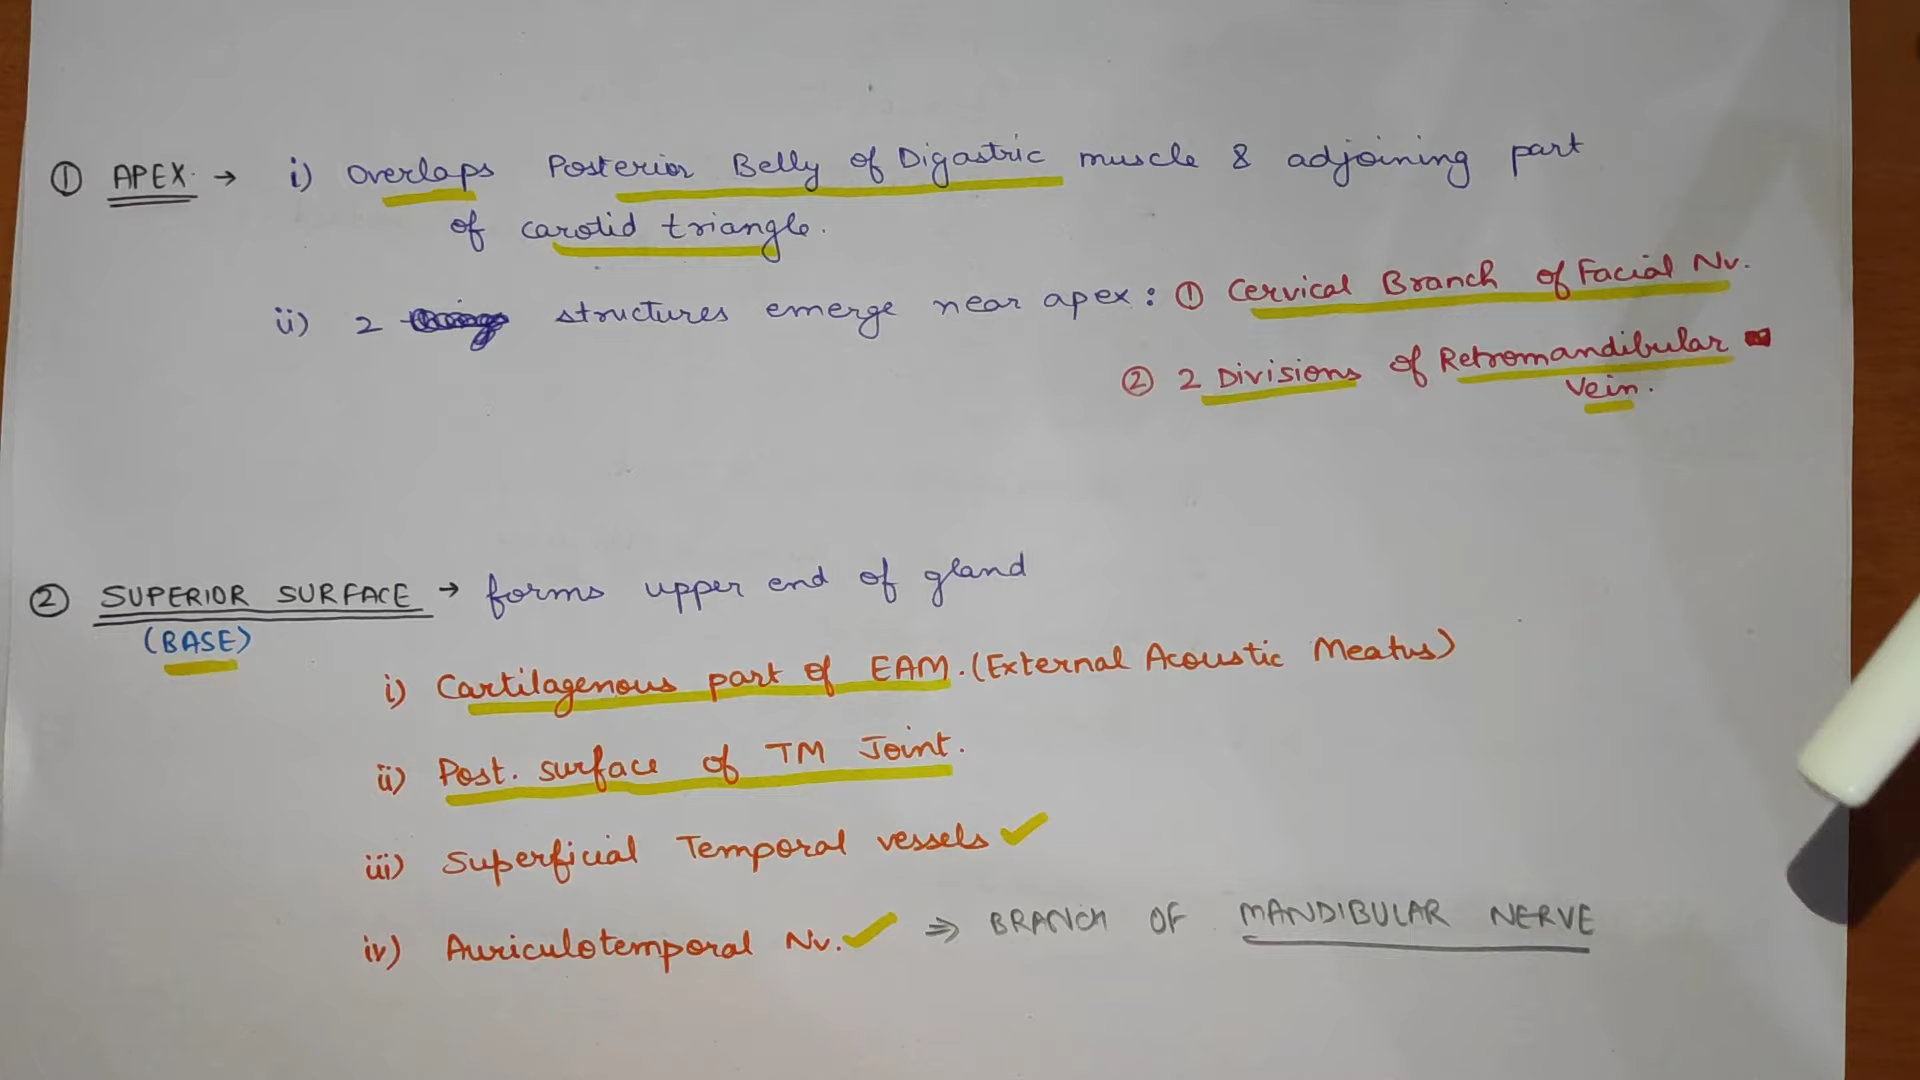 ① APEX. → i) Overlaps Posterior Belly of Digastric muscle & adjoining part
of carotid triangle.
ii) 2 structures emerge near apex: ① Cervical Branch of Facial Nv.
② 2 Divisions of Retromandibular
Vein.
② SUPERIOR SURFACE → forms upper end of gland
(BASE)
i) Cartilagenous part of EAM. (External Acoustic Meatus)
ii) Post. surface of TM Joint.
iii) Superficial Temporal vessels ✓
iv) Auriculotemporal Nv. ✓ ⇒ BRANCH OF MANDIBULAR NERVE